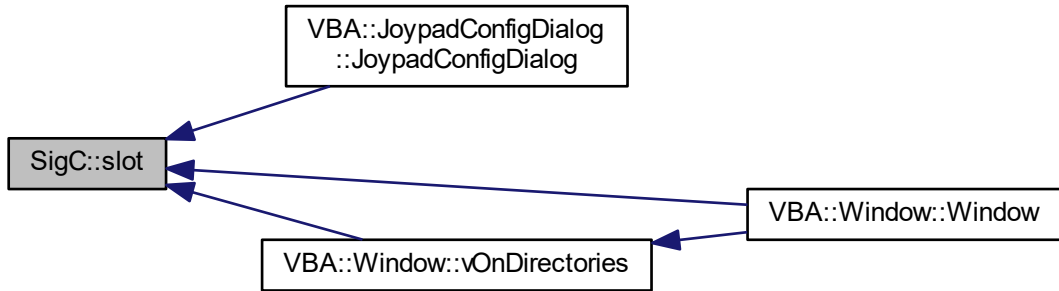 VBA::JoypadConfigDialog
::JoypadConfigDialog
SigC::slot
VBA::Window::Window
VBA::Window::vOnDirectories